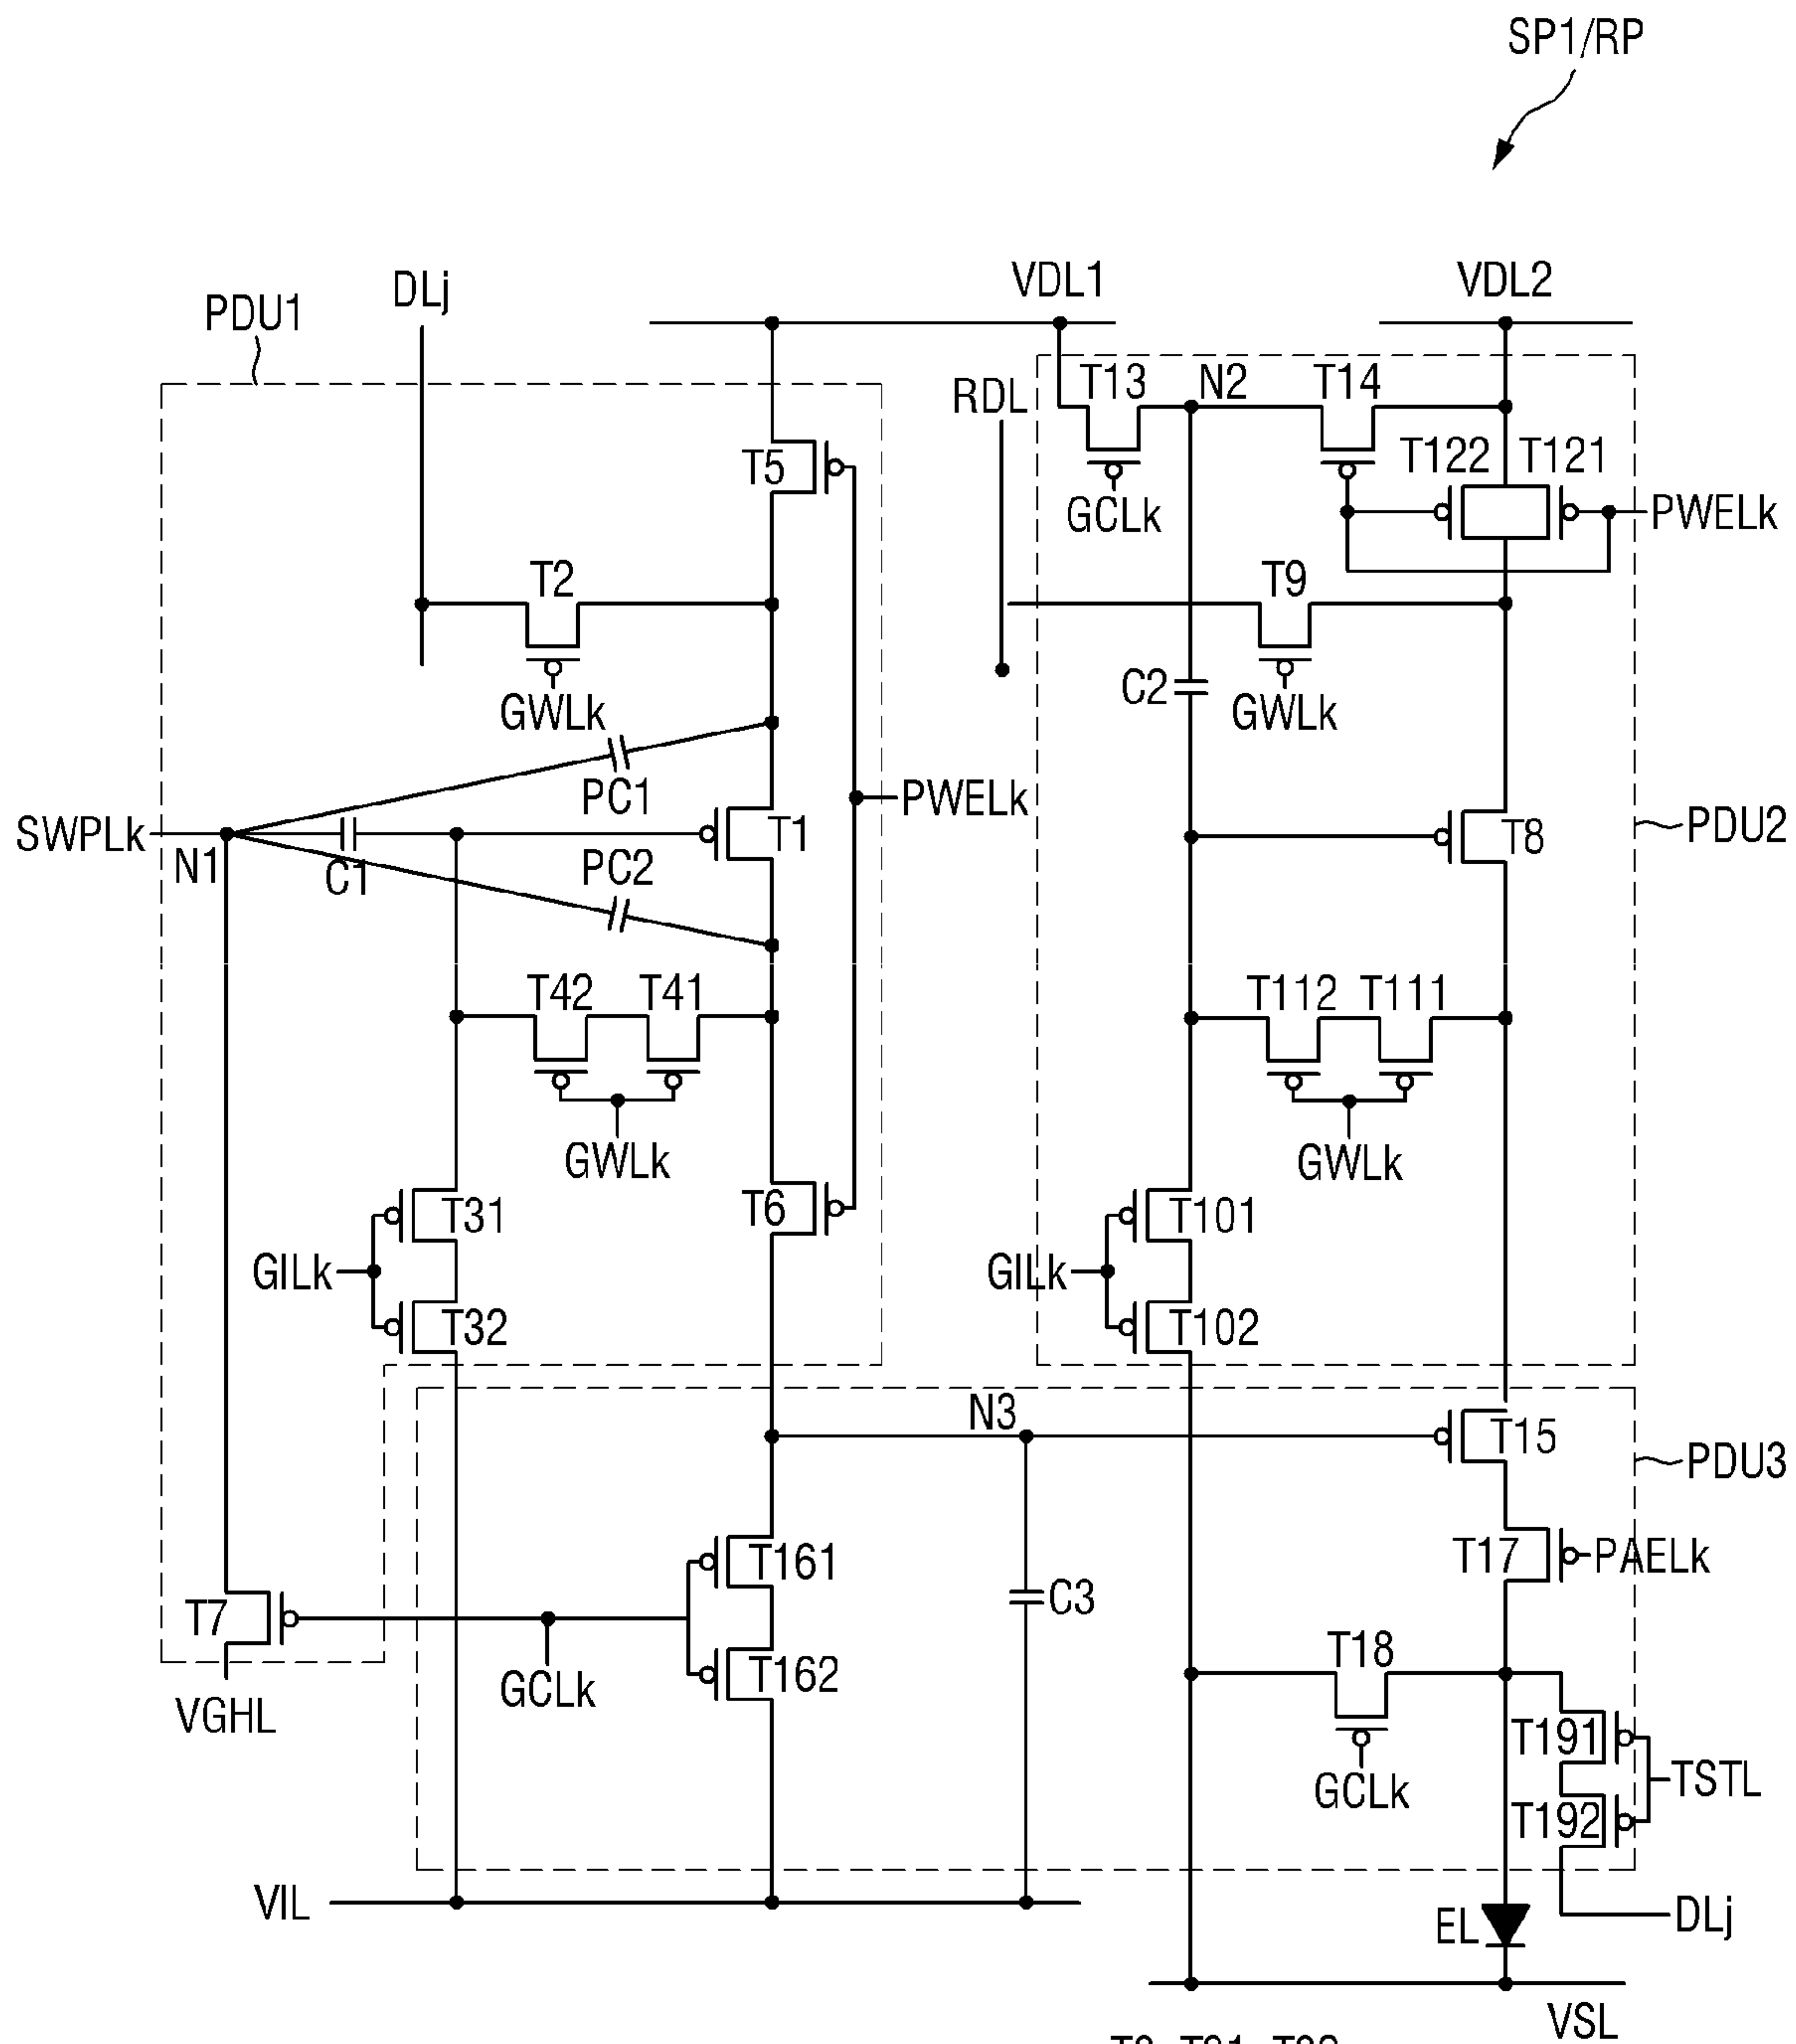 SP1/RP
DLj
VDL1
VDL2
PDU1
T13
N2
T14
RDL
T122
T121
T5
GCLk
PWELk
T2
T9
GWLk
C2
GWLk
PC1
PWELk
SWPLk
T1
PDU2
T8
N1
C1
PC2
T42
T41
T112
T111
GWLk
GWLk
T31
T6
T101
GILk
GILk
T32
T102
N3
T15
PDU3
T161
T17
PAELk
T7
C3
T18
GCLk
T162
VGHL
T191
TSTL
GCLk
T192
VIL
EL
DLj
VSL